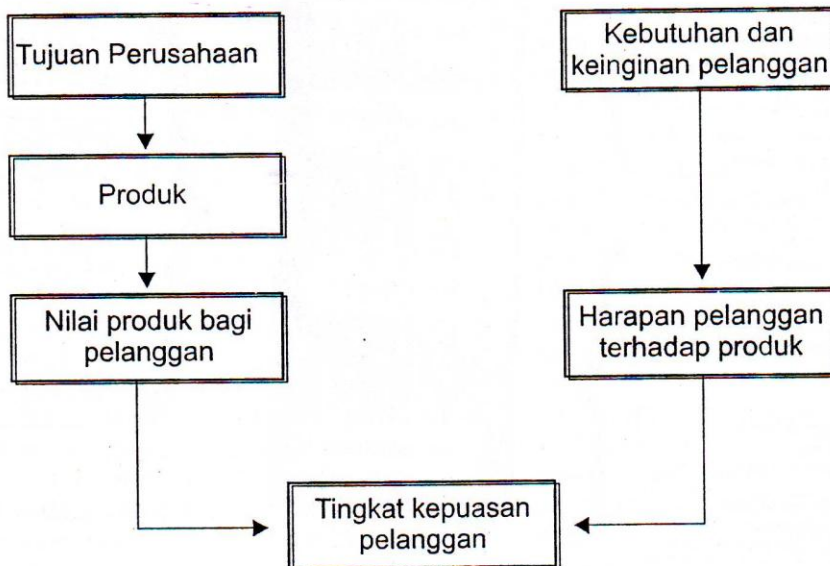 Tujuan Perusahaan
Kebutuhan dan
keinginan pelanggan
Produk
Nilai produk bagi
pelanggan
Harapan pelanggan
terhadap produk
Tingkat kepuasan
pelanggan